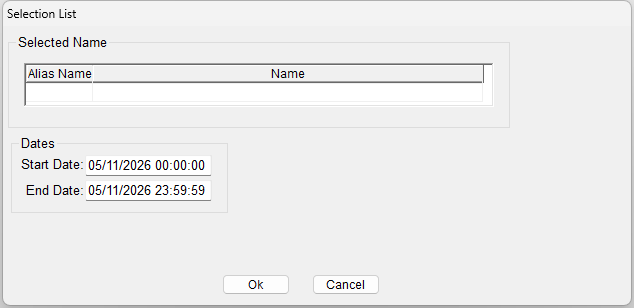 Selection List
Selected Name
Alias Name Name
Dates
Start Date: 05/11/2026 00:00:00
End Date: 05/11/2026 23:59:59
Ok Cancel